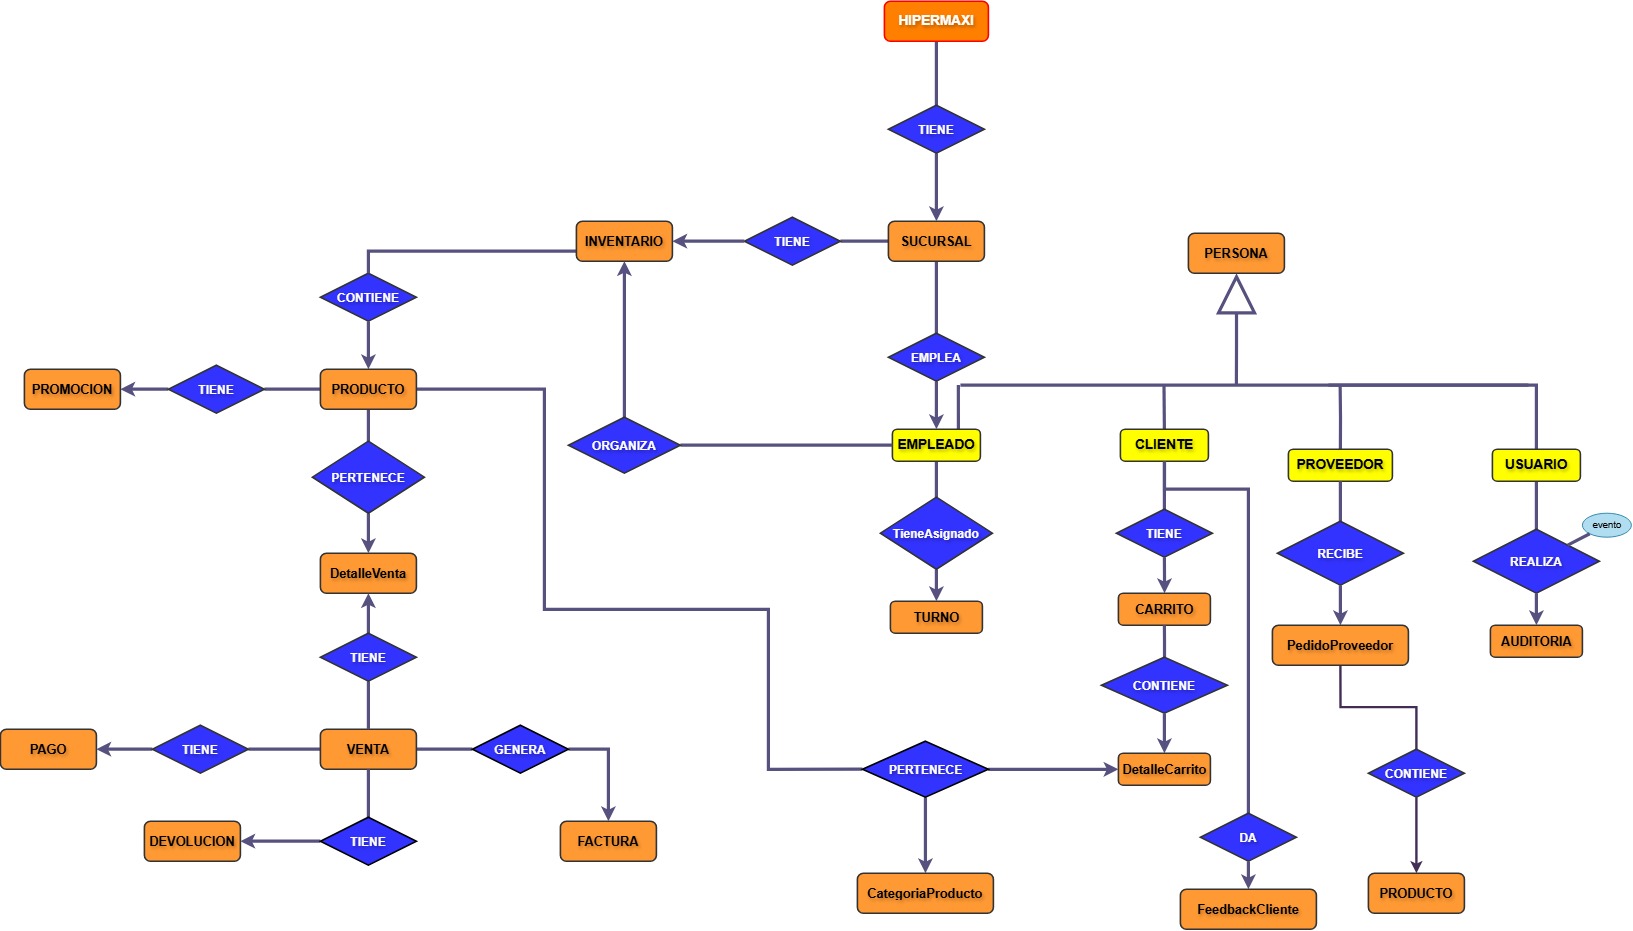 HIPERMAXI
TIENE
INVENTARIO
TIENE
SUCURSAL
PERSONA
CONTIENE
EMPLEA
PROMOCION
TIENE
PRODUCTO
ORGANIZA
EMPLEADO
CLIENTE
PROVEEDOR
USUARIO
PERTENECE
TieneAsignado
TIENE
RECIBE
REALIZA
evento
DetalleVenta
TURNO
CARRITO
PedidoProveedor
AUDITORIA
TIENE
CONTIENE
PAGO
TIENE
VENTA
GENERA
PERTENECE
DetalleCarrito
CONTIENE
DEVOLUCION
TIENE
FACTURA
DA
CategoriaProducto
FeedbackCliente
PRODUCTO